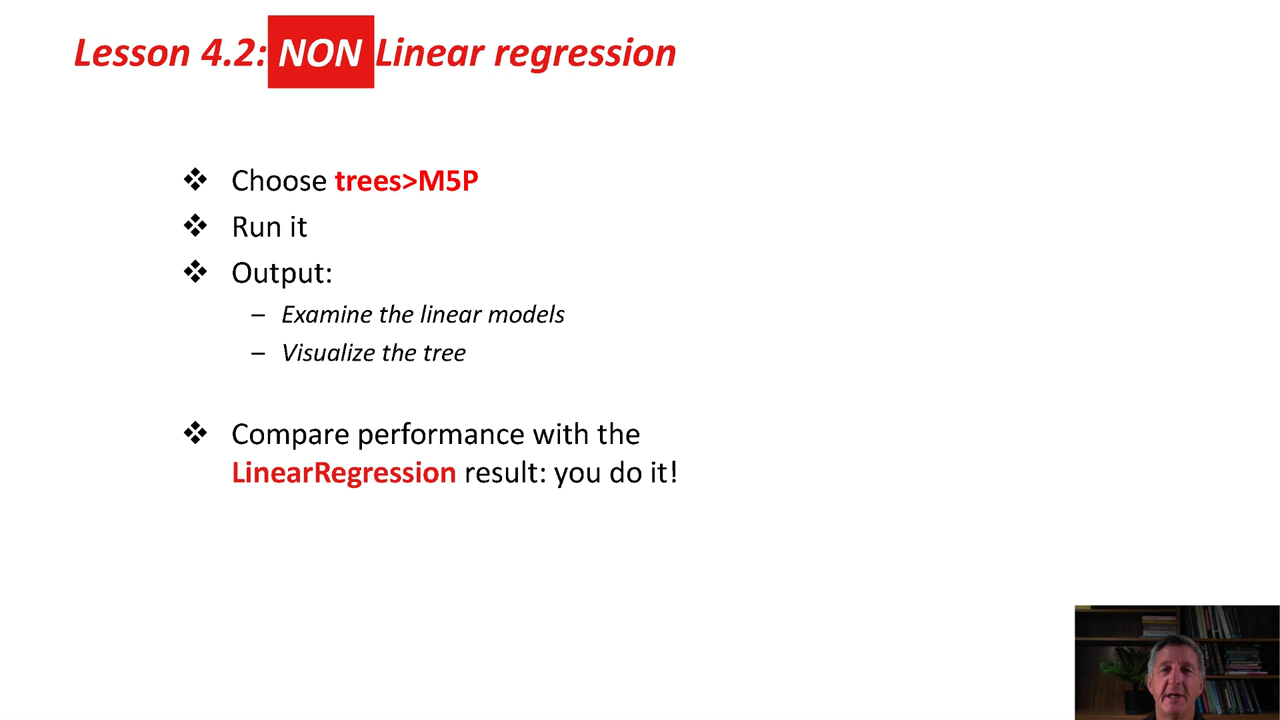 Lesson 4.2: NON Linear regression
❖ Choose trees>M5P
❖ Run it
❖ Output:
– Examine the linear models
– Visualize the tree
❖ Compare performance with the
LinearRegression result: you do it!